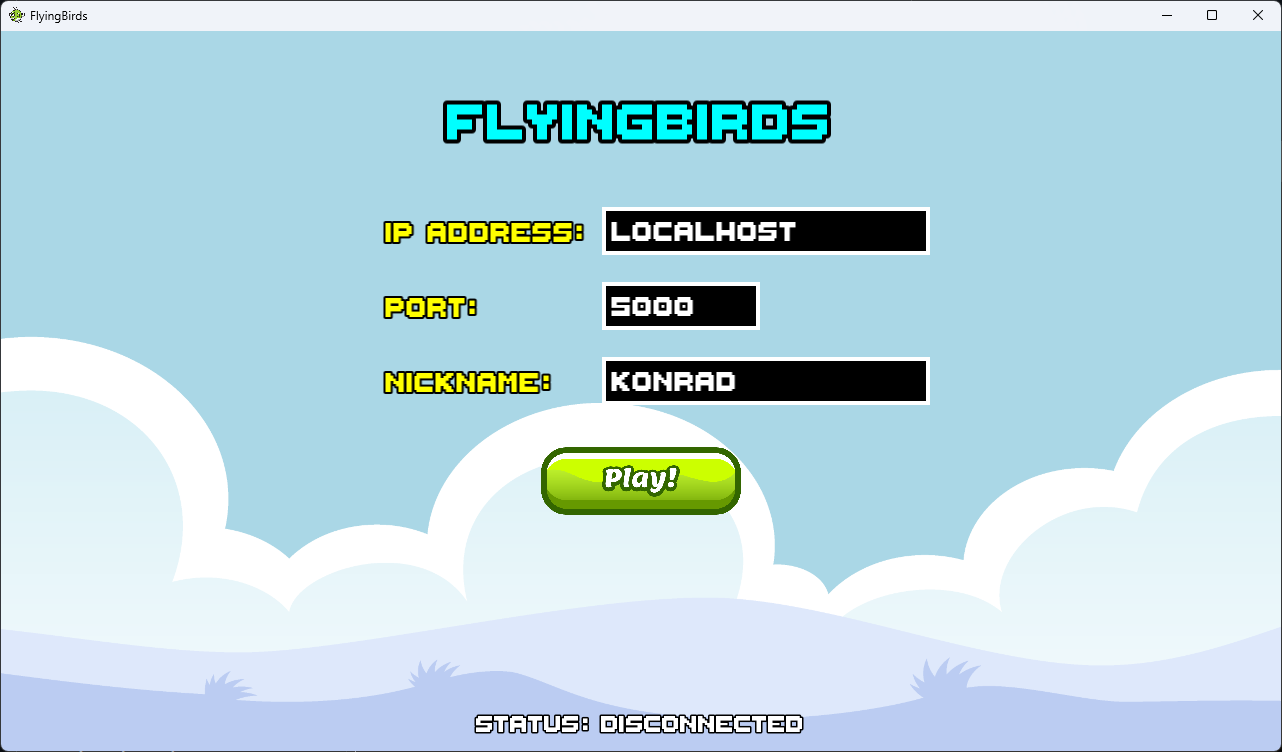 FlyingBirds
FLYINGBIRDS
IP ADDRESS: LOCALHOST
PORT: 5000
NICKNAME: KONRAD
Play!
STATUS: DISCONNECTED